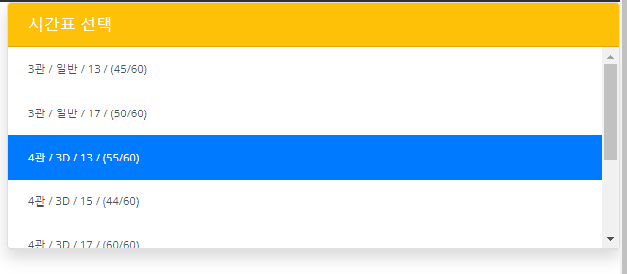 시간표 선택
3관 / 일반 / 13 / (45/60)
3관 / 일반 / 17 / (50/60)
4관 / 3D / 13 / (55/60)
4관 / 3D / 15 / (44/60)
4관 / 3D / 17 / (60/60)